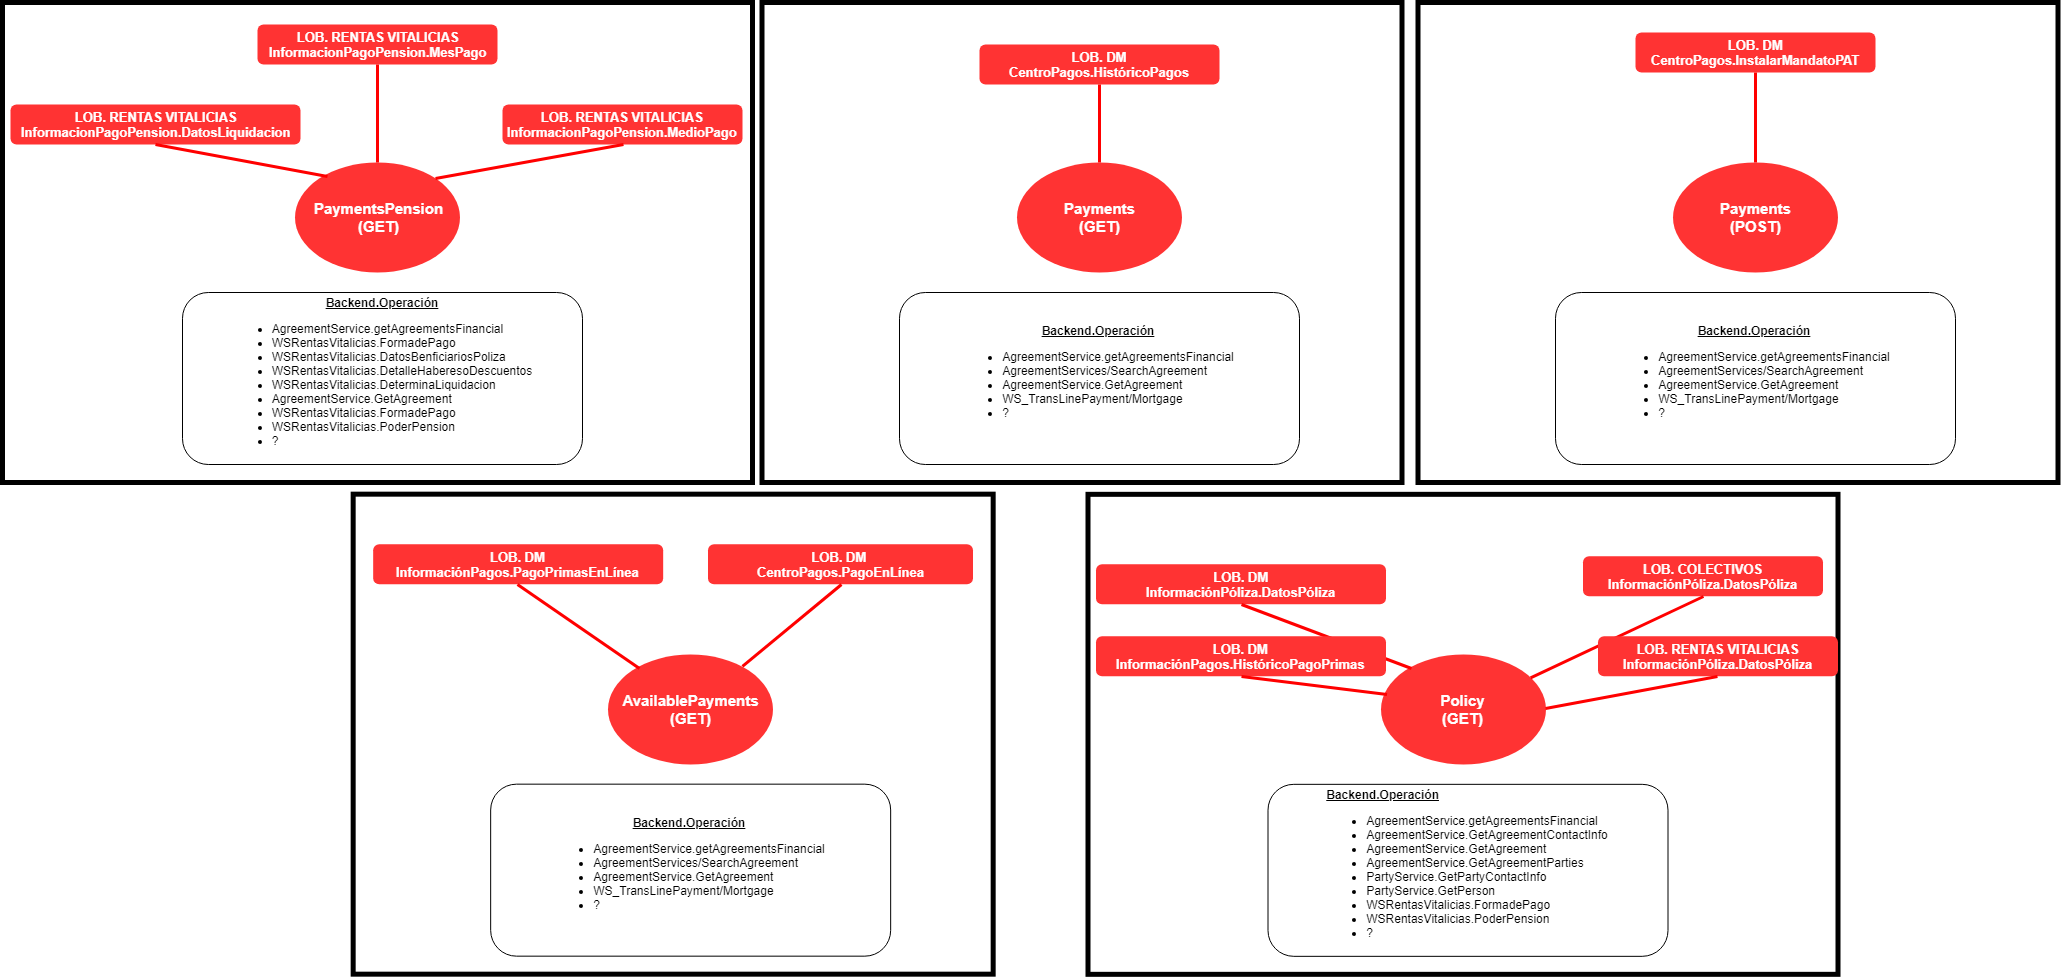 LOB. RENTAS VITALICIAS
InformacionPagoPension.MesPago
LOB. RENTAS VITALICIAS
InformacionPagoPension.DatosLiquidacion
LOB. RENTAS VITALICIAS
InformacionPagoPension.MedioPago
PaymentsPension
(GET)
Backend.Operación
AgreementService.getAgreementsFinancial
WSRentasVitalicias.FormadePago
WSRentasVitalicias.DatosBenficiariosPoliza
WSRentasVitalicias.DetalleHaberesoDescuentos
WSRentasVitalicias.DeterminaLiquidacion
AgreementService.GetAgreement
WSRentasVitalicias.FormadePago
WSRentasVitalicias.PoderPension
?
LOB. DM
CentroPagos.HistóricoPagos
Payments
(GET)
Backend.Operación
AgreementService.getAgreementsFinancial
AgreementServices/SearchAgreement
AgreementService.GetAgreement
WS_TransLinePayment/Mortgage
?
LOB. DM
CentroPagos.InstalarMandatoPAT
Payments
(POST)
Backend.Operación
AgreementService.getAgreementsFinancial
AgreementServices/SearchAgreement
AgreementService.GetAgreement
WS_TransLinePayment/Mortgage
?
LOB. DM
InformaciónPagos.PagoPrimasEnLínea
LOB. DM
CentroPagos.PagoEnLínea
AvailablePayments
(GET)
Backend.Operación
AgreementService.getAgreementsFinancial
AgreementServices/SearchAgreement
AgreementService.GetAgreement
WS_TransLinePayment/Mortgage
?
LOB. DM
InformaciónPóliza.DatosPóliza
LOB. COLECTIVOS
InformaciónPóliza.DatosPóliza
LOB. DM
InformaciónPagos.HistóricoPagoPrimas
LOB. RENTAS VITALICIAS
InformaciónPóliza.DatosPóliza
Policy
(GET)
Backend.Operación
AgreementService.getAgreementsFinancial
AgreementService.GetAgreementContactInfo
AgreementService.GetAgreement
AgreementService.GetAgreementParties
PartyService.GetPartyContactInfo
PartyService.GetPerson
WSRentasVitalicias.FormadePago
WSRentasVitalicias.PoderPension
?